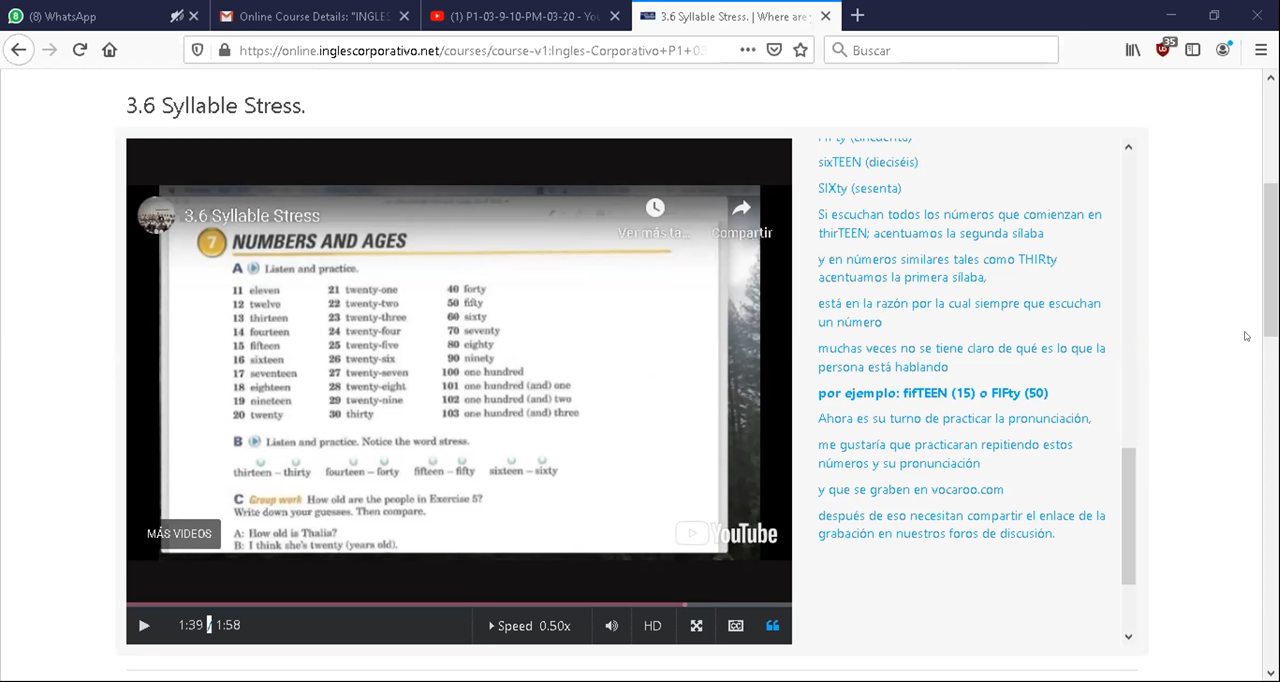 (8) WhatsApp
Online Course Details: "INGLES
(1) P1-03-9-10-PM-03-20 - You
3.6 Syllable Stress. | Where are y
https://online.inglescorporativo.net/courses/course-v1:Ingles-Corporativo+P1+03
Buscar
35
3.6 Syllable Stress.
3.6 Syllable Stress
Ver más ta...
Compartir
7 NUMBERS AND AGES
A Listen and practice.
11 eleven 21 twenty-one 40 forty
12 twelve 22 twenty-two 50 fifty
13 thirteen 23 twenty-three 60 sixty
14 fourteen 24 twenty-four 70 seventy
15 fifteen 25 twenty-five 80 eighty
16 sixteen 26 twenty-six 90 ninety
17 seventeen 27 twenty-seven 100 one hundred
18 eighteen 28 twenty-eight 101 one hundred (and) one
19 nineteen 29 twenty-nine 102 one hundred (and) two
20 twenty 30 thirty 103 one hundred (and) three
B Listen and practice. Notice the word stress.
thirteen – thirty fourteen – forty fifteen – fifty sixteen – sixty
C Group work How old are the people in Exercise 5?
Write down your guesses. Then compare.
A: How old is Thalia?
B: I think she's twenty (years old).
MÁS VIDEOS
YouTube
1:39 / 1:58
Speed 0.50x
HD
FIFty (cincuenta)
sixTEEN (dieciséis)
SIXty (sesenta)
Si escuchan todos los números que comienzan en
thirTEEN; acentuamos la segunda sílaba
y en números similares tales como THIRty
acentuamos la primera sílaba,
está en la razón por la cual siempre que escuchan
un número
muchas veces no se tiene claro de qué es lo que la
persona está hablando
por ejemplo: fifTEEN (15) o FIFty (50)
Ahora es su turno de practicar la pronunciación,
me gustaría que practicaran repitiendo estos
números y su pronunciación
y que se graben en vocaroo.com
después de eso necesitan compartir el enlace de la
grabación en nuestros foros de discusión.